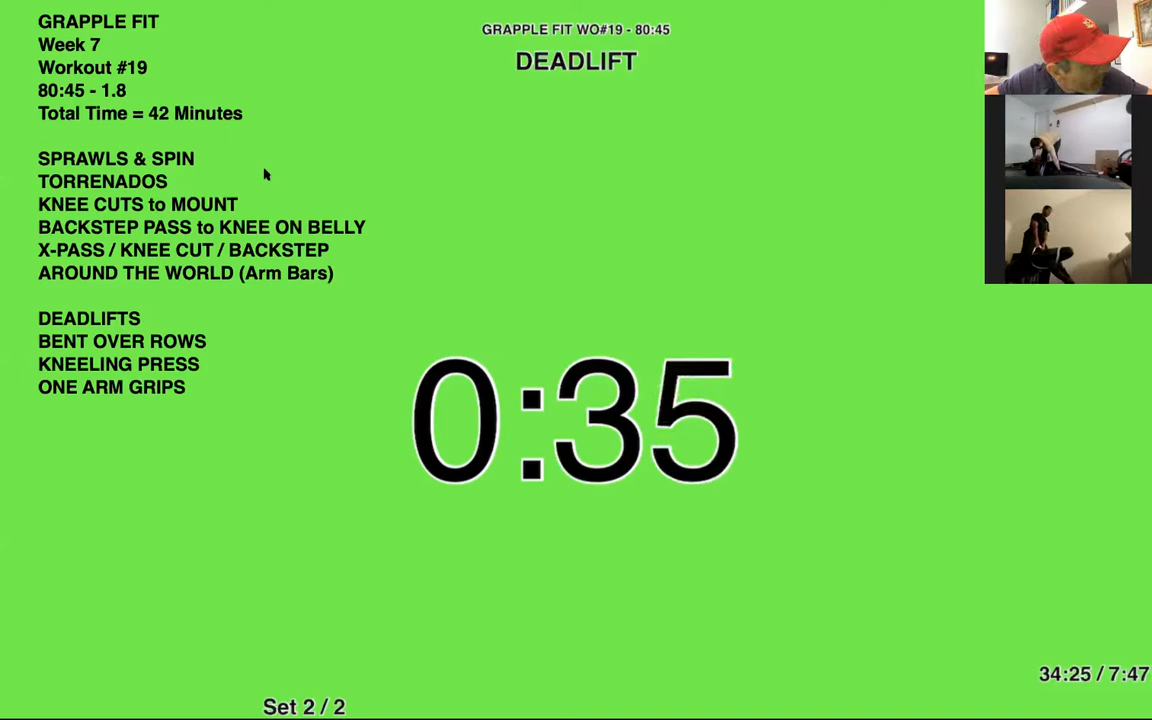 GRAPPLE FIT
Week 7
Workout #19
80:45 - 1.8
Total Time = 42 Minutes
SPRAWLS & SPIN
TORRENADOS
KNEE CUTS to MOUNT
BACKSTEP PASS to KNEE ON BELLY
X-PASS / KNEE CUT / BACKSTEP
AROUND THE WORLD (Arm Bars)
DEADLIFTS
BENT OVER ROWS
KNEELING PRESS
ONE ARM GRIPS
GRAPPLE FIT WO#19 - 80:45
DEADLIFT
0:35
34:25 / 7:47
Set 2 / 2